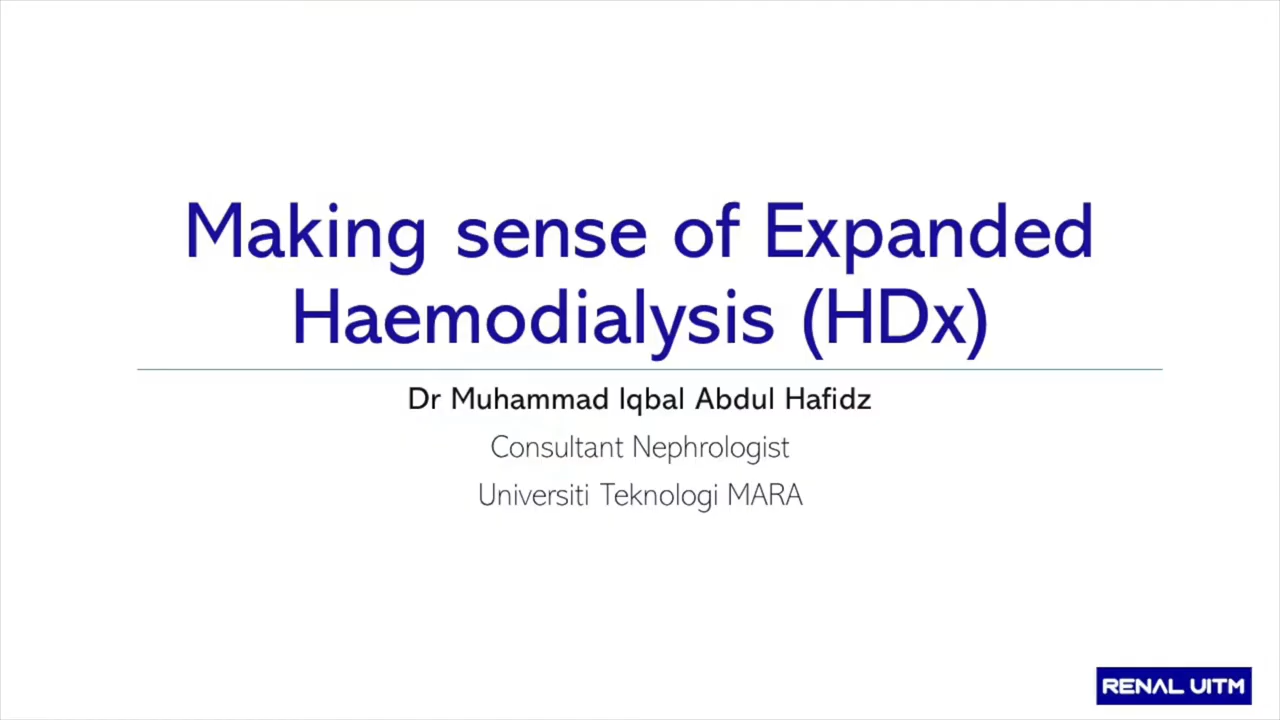 Making sense of Expanded
Haemodialysis (HDx)
Dr Muhammad Iqbal Abdul Hafidz
Consultant Nephrologist
Universiti Teknologi MARA
RENAL UITM